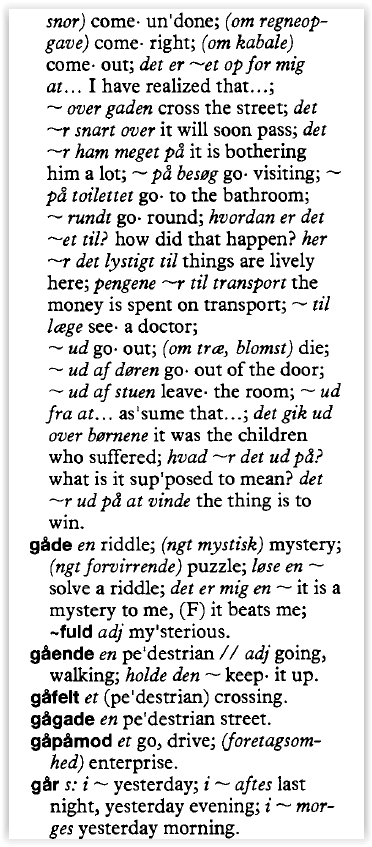 snor) come· un'done; (om regneop-
gave) come· right; (om kabale)
come· out; det er ~et op for mig
at... I have realized that...;
~ over gaden cross the street; det
~r snart over it will soon pass; det
~r ham meget på it is bothering
him a lot; ~ på besøg go· visiting; ~
på toilettet go· to the bathroom;
~ rundt go· round; hvordan er det
~et til? how did that happen? her
~r det lystigt til things are lively
here; pengene ~r til transport the
money is spent on transport; ~ til
læge see· a doctor;
~ ud go· out; (om træ, blomst) die;
~ ud af døren go· out of the door;
~ ud af stuen leave· the room; ~ ud
fra at... as'sume that...; det gik ud
over børnene it was the children
who suffered; hvad ~r det ud på?
what is it sup'posed to mean? det
~r ud på at vinde the thing is to
win.
gåde en riddle; (ngt mystisk) mystery;
(ngt forvirrende) puzzle; løse en ~
solve a riddle; det er mig en ~ it is a
mystery to me, (F) it beats me;
~fuld adj my'sterious.
gående en pe'destrian // adj going,
walking; holde den ~ keep· it up.
gåfelt et (pe'destrian) crossing.
gågade en pe'destrian street.
gåpåmod et go, drive; (foretagsom-
hed) enterprise.
går s: i ~ yesterday; i ~ aftes last
night, yesterday evening; i ~ mor-
ges yesterday morning.